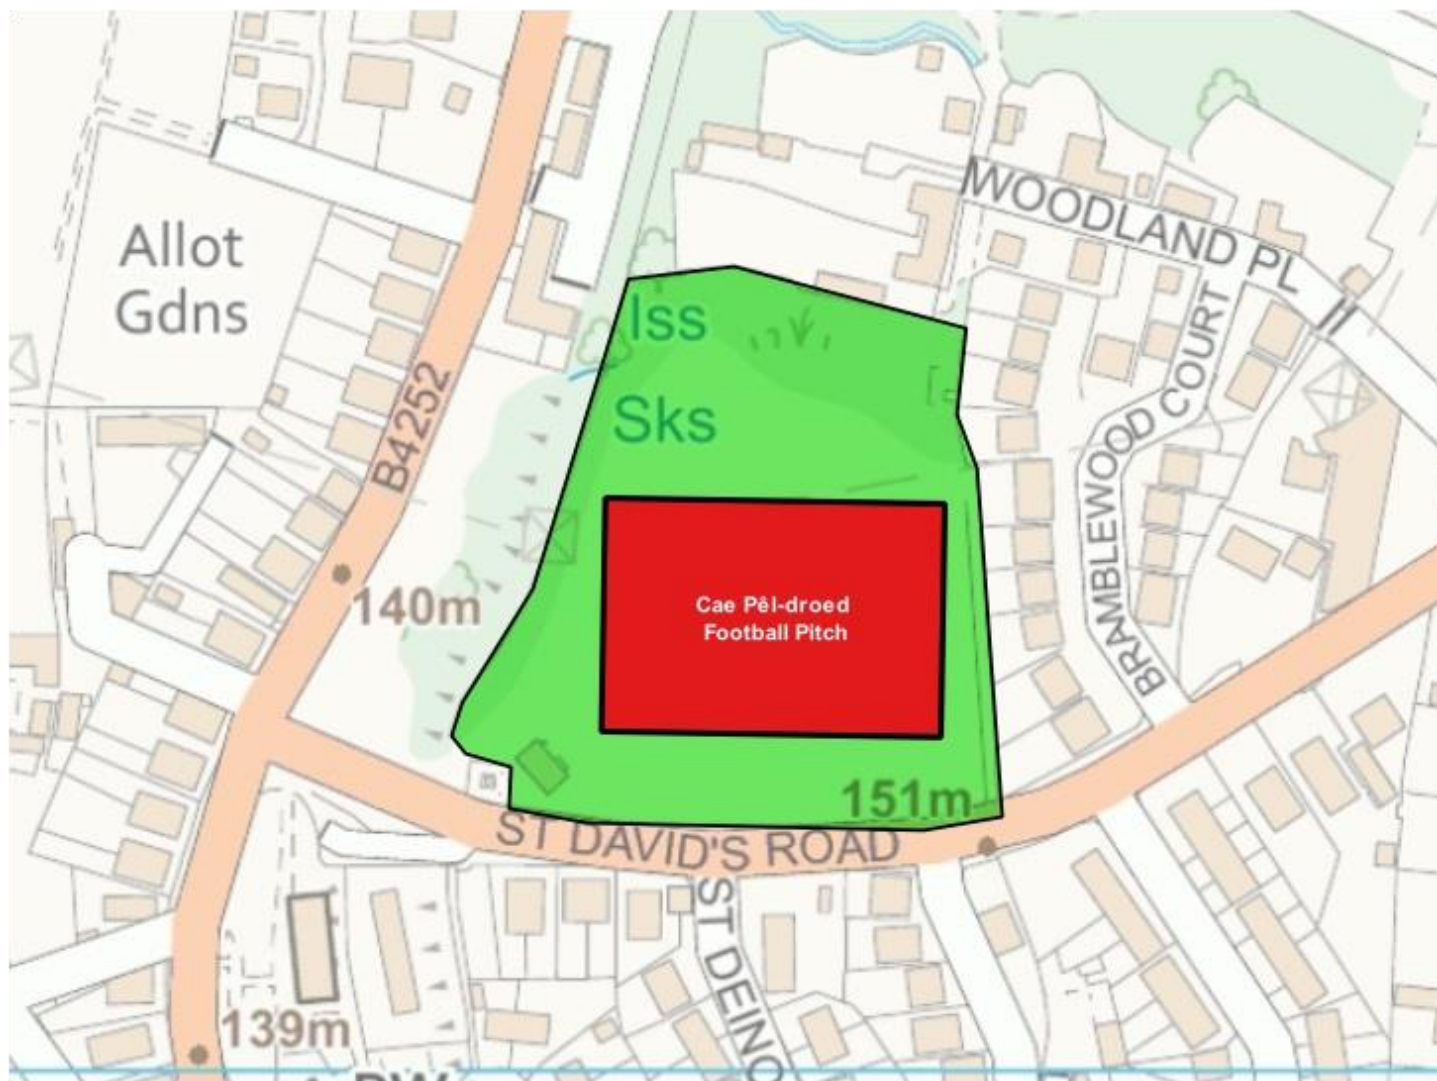 WOODLAND PL
Allot
Gdns
Iss
Sks
B4252
BRAMBLEWOOD COURT
140m
Cae Pêl-droed
Football Pitch
151m
ST DAVID'S ROAD
ST DEINO
139m